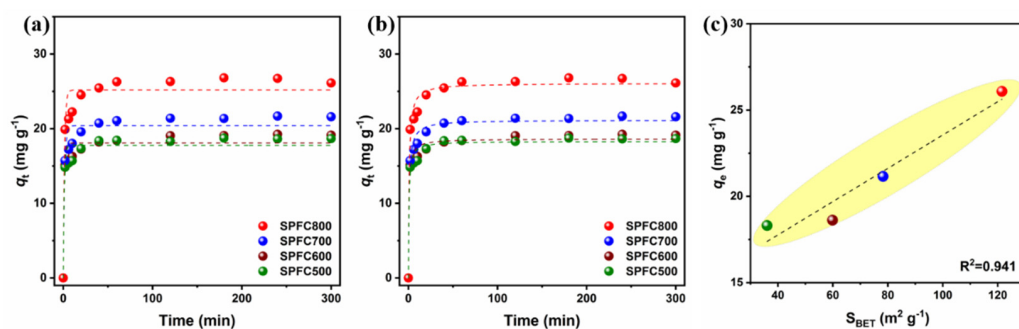 (a)
30
20
10
0
q_t (mg g⁻¹)
0
100
200
300
Time (min)
SPFC800
SPFC700
SPFC600
SPFC500
(b)
30
20
10
0
q_t (mg g⁻¹)
0
100
200
300
Time (min)
SPFC800
SPFC700
SPFC600
SPFC500
(c)
30
25
20
15
q_e (mg g⁻¹)
40
60
80
100
120
S_BET (m² g⁻¹)
R²=0.941